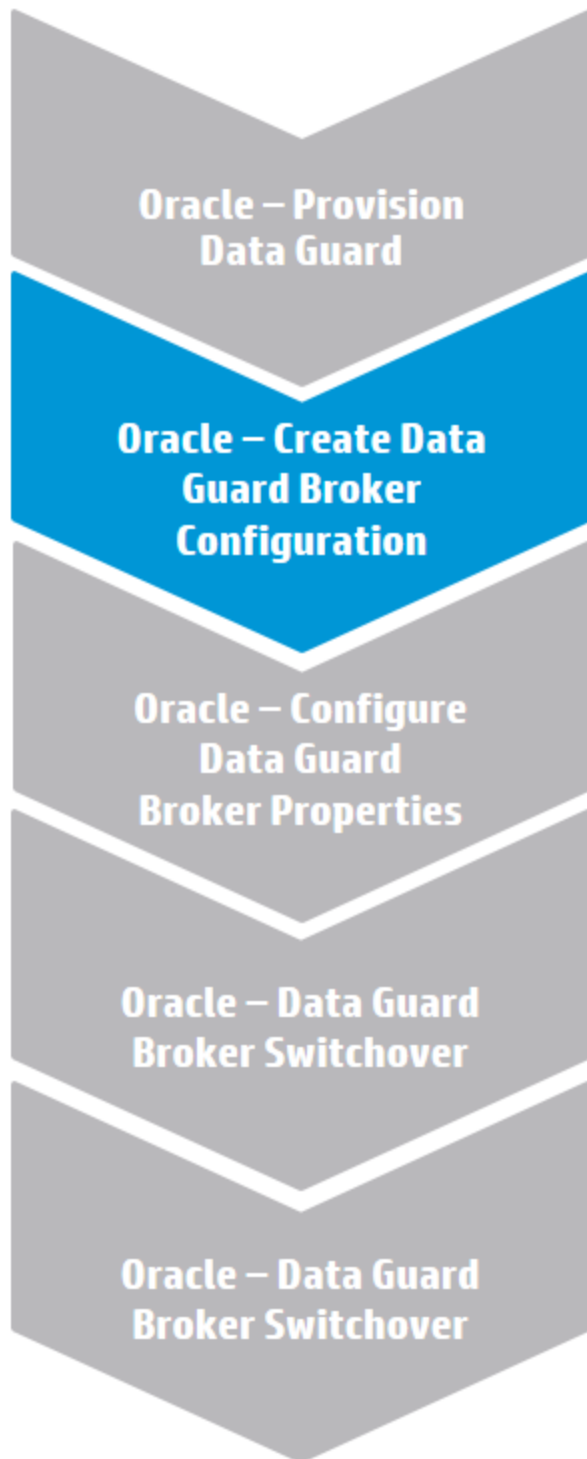 Oracle – Provision
Data Guard
Oracle – Create Data
Guard Broker
Configuration
Oracle – Configure
Data Guard
Broker Properties
Oracle – Data Guard
Broker Switchover
Oracle – Data Guard
Broker Switchover